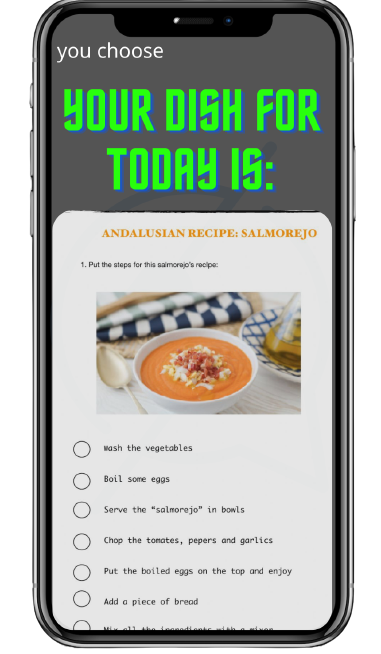 you choose
YOUR DISH FOR
TODAY IS:
ANDALUSIAN RECIPE: SALMOREJO
1. Put the steps for this salmorejo's recipe:
Wash the vegetables
Boil some eggs
Serve the “salmorejo” in bowls
Chop the tomatoes, pepers and garlics
Put the boiled eggs on the top and enjoy
Add a piece of bread
Mix all the ingredients with a mixer